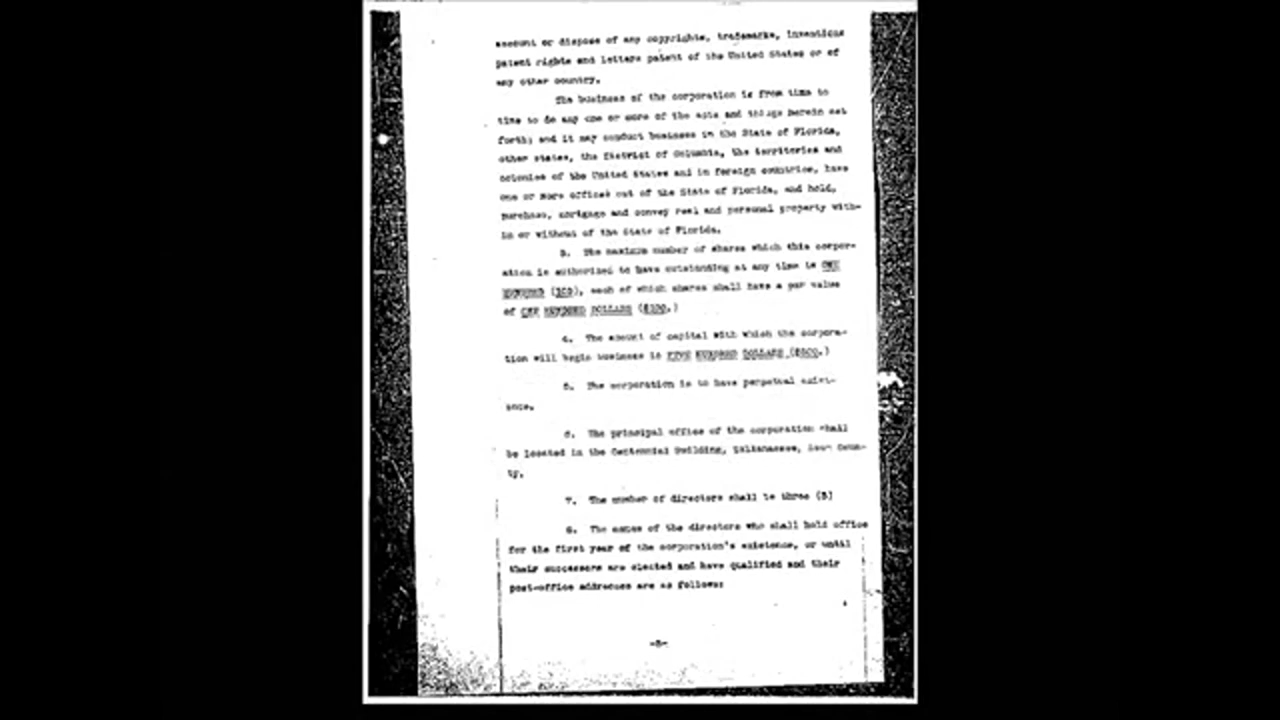 account or dispose of any copyrights, trademarks, inventions
patent rights and letters patent of the United States or of
any other country.
The business of the corporation is from time to
time to do any one or more of the acts and things herein set
forth; and it may conduct business in the State of Florida,
other states, the District of Columbia, the territories and
colonies of the United States and in foreign countries, have
one or more offices out of the State of Florida, and hold,
purchase, mortgage and convey real and personal property with-
in or without of the State of Florida.
3. The maximum number of shares which this corpor-
ation is authorized to have outstanding at any time is ONE
HUNDRED (100), each of which shares shall have a par value
of ONE HUNDRED DOLLARS ($100.)
4. The amount of capital with which the corpora-
tion will begin business is FIVE HUNDRED DOLLARS ($500.)
5. The corporation is to have perpetual exist-
ence.
6. The principal office of the corporation shall
be located in the Centennial Building, Tallahassee, Leon Coun-
ty.
7. The number of directors shall be three (3)
8. The names of the directors who shall hold office
for the first year of the corporation's existence, or until
their successors are elected and have qualified and their
post-office addresses are as follows: